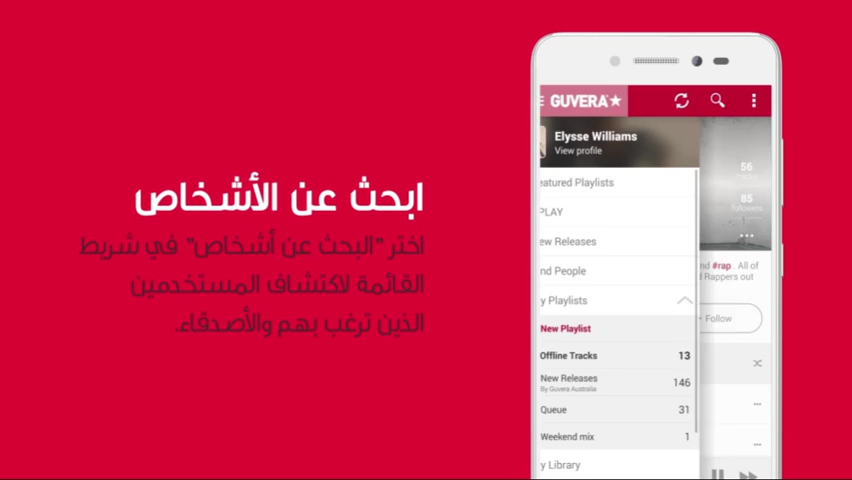 ابحث عن الأشخاص
اختر "البحث عن أشخاص" في شريط
القائمة لاكتشاف المستخدمين
الذين ترغب بهم والأصدقاء.
GUVERA
Elysse Williams
View profile
eatured Playlists
PLAY
ew Releases
nd People
y Playlists
New Playlist
Offline Tracks 13
New Releases 146
By Guvera Australia
Queue 31
Weekend mix 1
y Library
56
tracks
85
followers
nd #rap . All of
d Rappers out
Follow